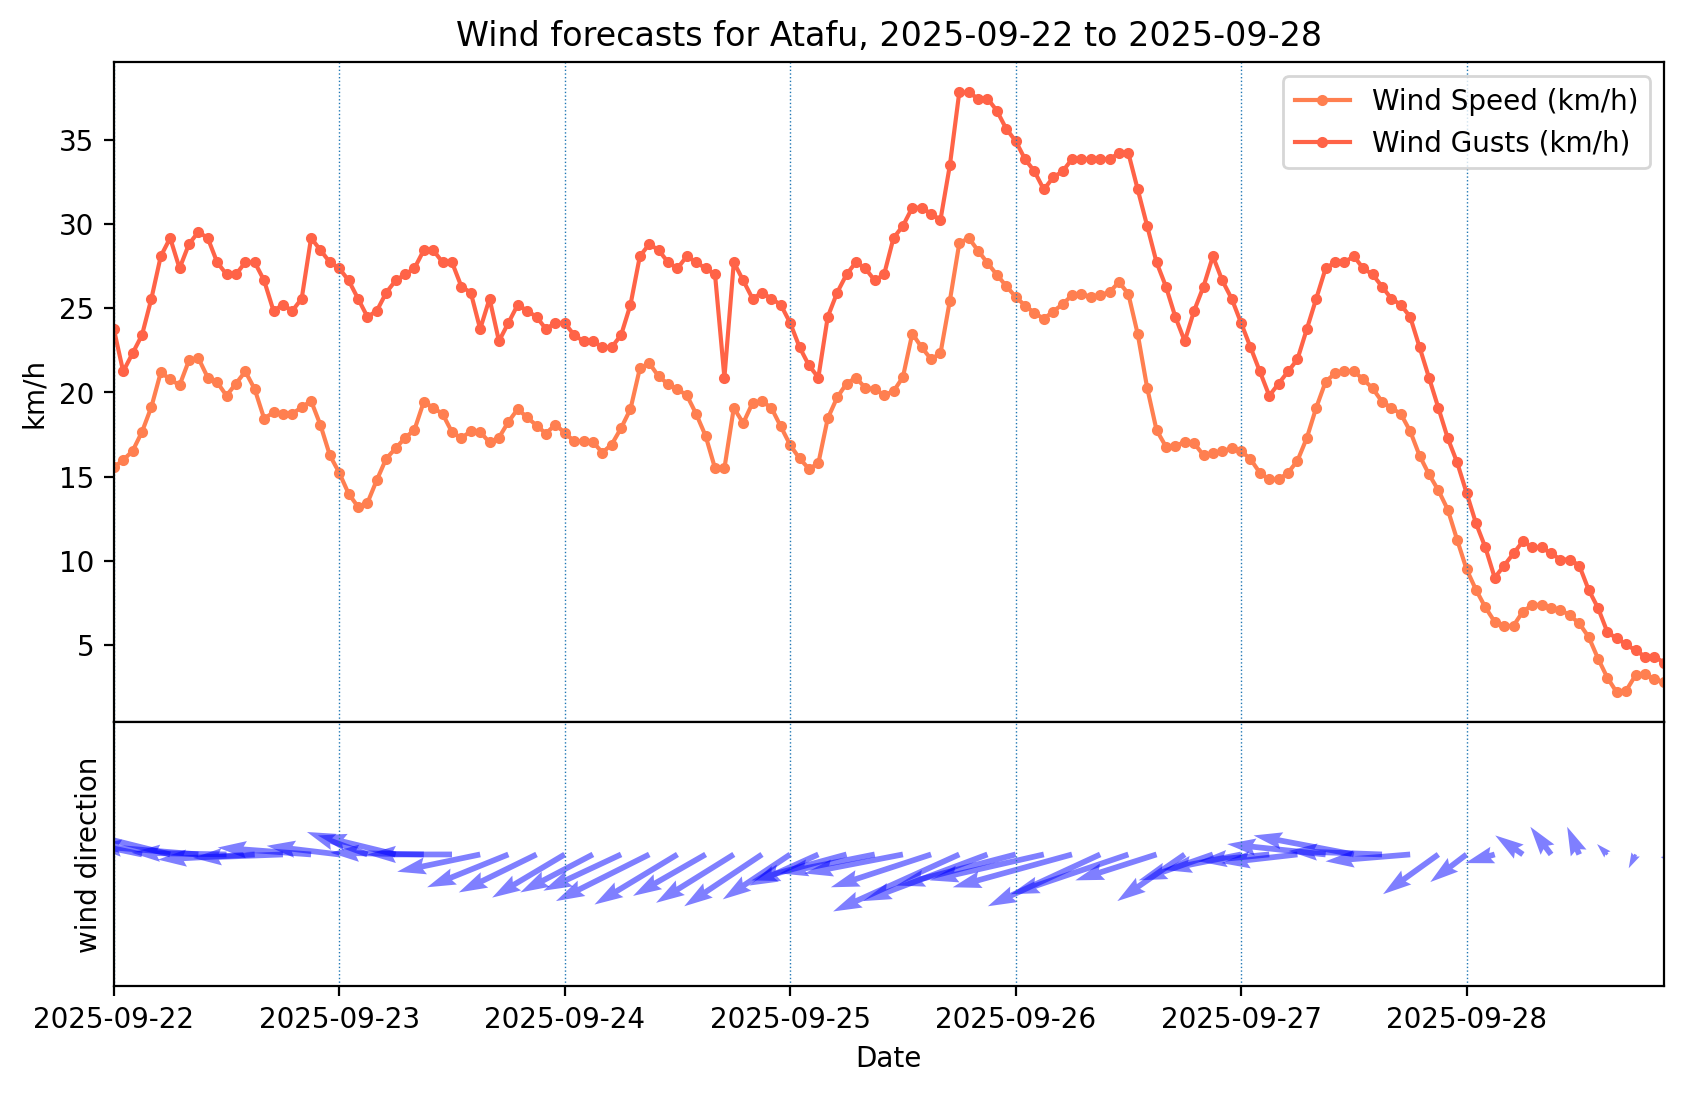 Wind forecasts for Atafu, 2025-09-22 to 2025-09-28
Wind Speed (km/h)
Wind Gusts (km/h)
km/h
35
30
25
20
15
10
5
wind direction
2025-09-22
2025-09-23
2025-09-24
2025-09-25
2025-09-26
2025-09-27
2025-09-28
Date